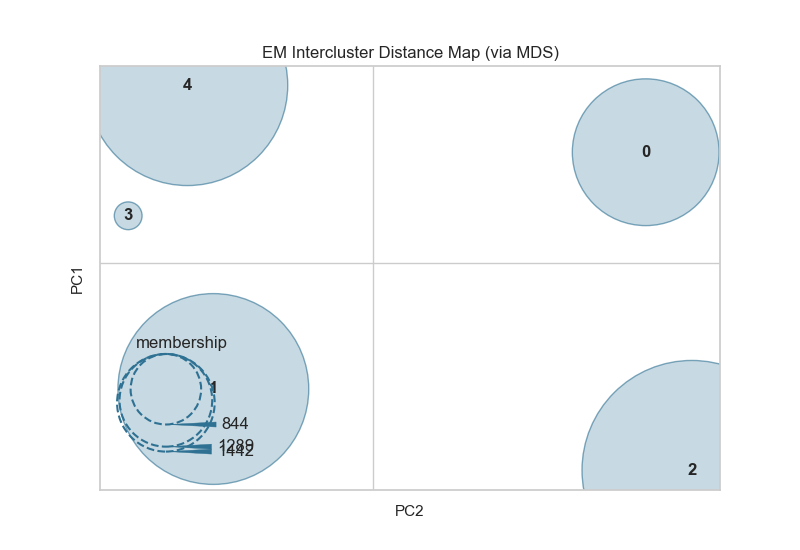 EM Intercluster Distance Map (via MDS)
4
0
3
PC1
membership
1
844
1289
1442
2
PC2